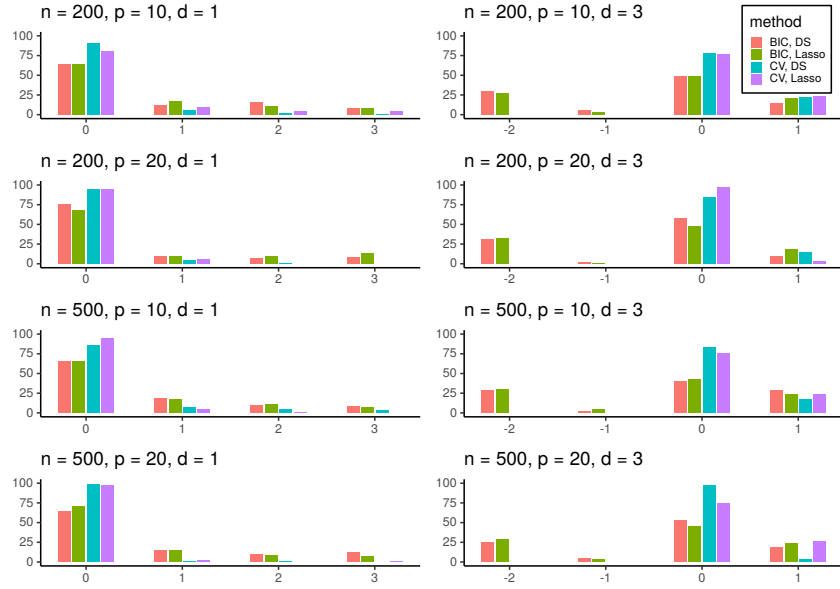 n = 200, p = 10, d = 1
100
75
50
25
0
0 1 2 3
n = 200, p = 10, d = 3
100
75
50
25
0
-2 -1 0 1
method
BIC, DS
BIC, Lasso
CV, DS
CV, Lasso
n = 200, p = 20, d = 1
100
75
50
25
0
0 1 2 3
n = 200, p = 20, d = 3
100
75
50
25
0
-2 -1 0 1
n = 500, p = 10, d = 1
100
75
50
25
0
0 1 2 3
n = 500, p = 10, d = 3
100
75
50
25
0
-2 -1 0 1
n = 500, p = 20, d = 1
100
75
50
25
0
0 1 2 3
n = 500, p = 20, d = 3
100
75
50
25
0
-2 -1 0 1